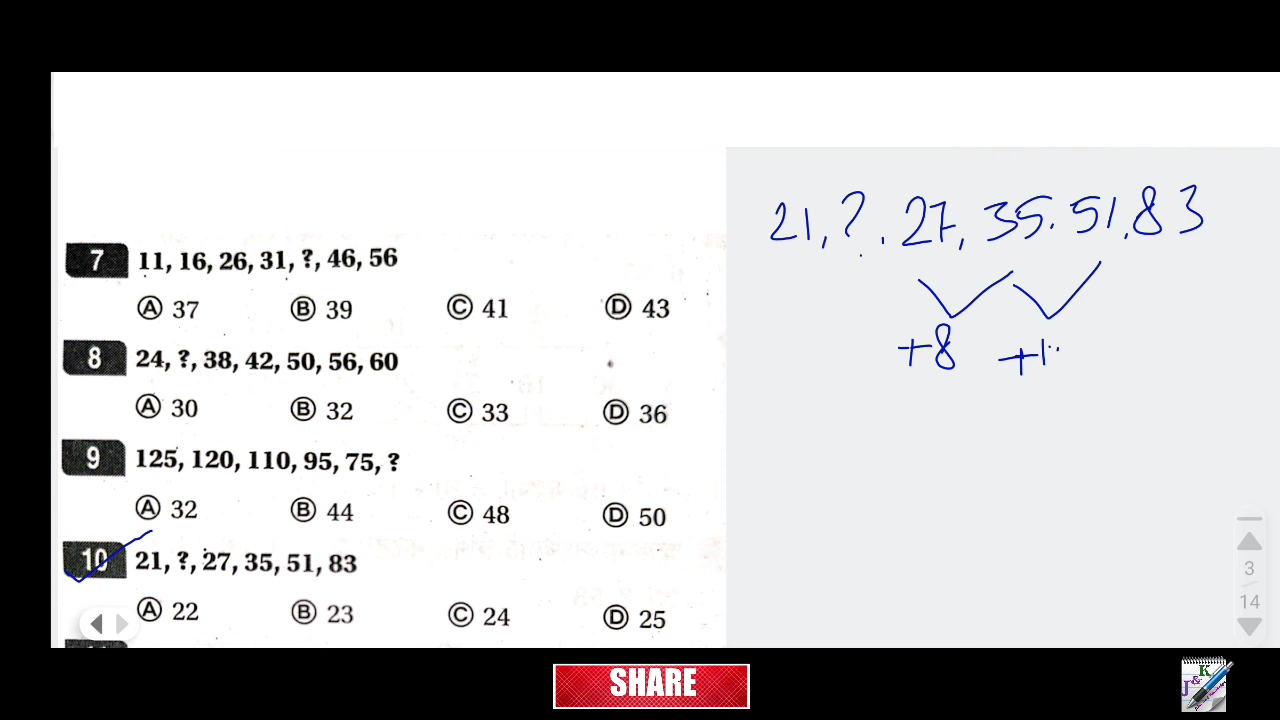 7 11, 16, 26, 31, ?, 46, 56
Ⓐ 37 Ⓑ 39 Ⓒ 41 Ⓓ 43
8 24, ?, 38, 42, 50, 56, 60
Ⓐ 30 Ⓑ 32 Ⓒ 33 Ⓓ 36
9 125, 120, 110, 95, 75, ?
Ⓐ 32 Ⓑ 44 Ⓒ 48 Ⓓ 50
10 21, ?, 27, 35, 51, 83
Ⓐ 22 Ⓑ 23 Ⓒ 24 Ⓓ 25
21, ?, 27, 35, 51, 83
+8 +1
3
14
SHARE
J & K